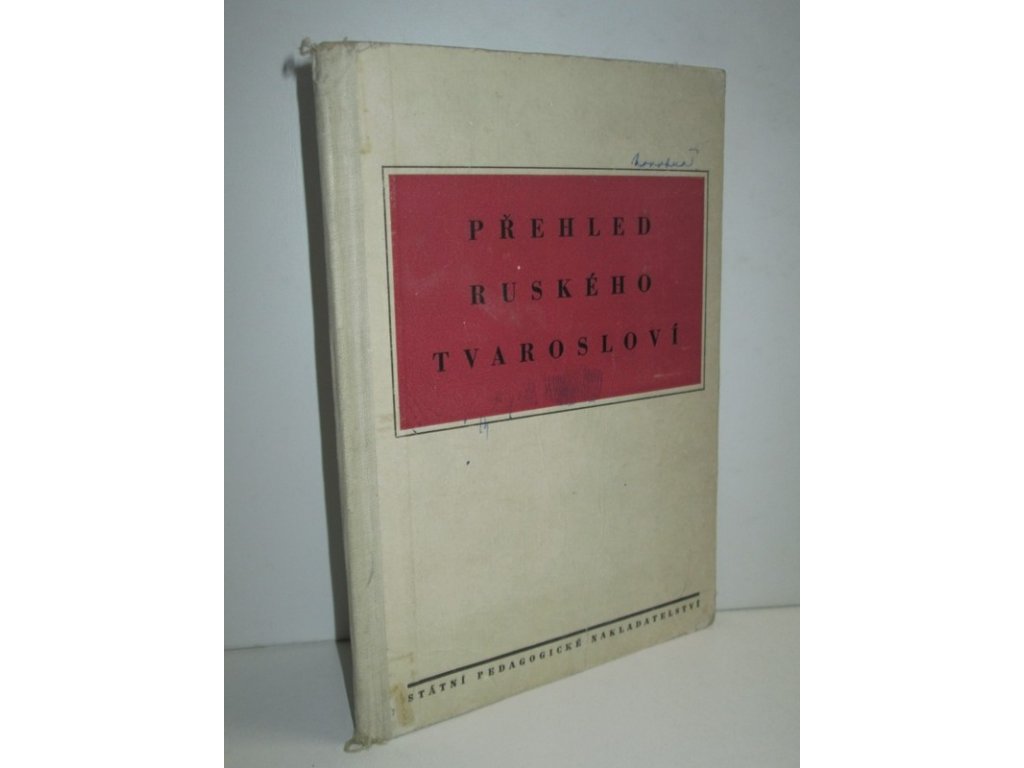 PŘEHLED
RUSKÉHO
TVAROSLOVÍ
STÁTNÍ PEDAGOGICKÉ NAKLADATELSTVÍ